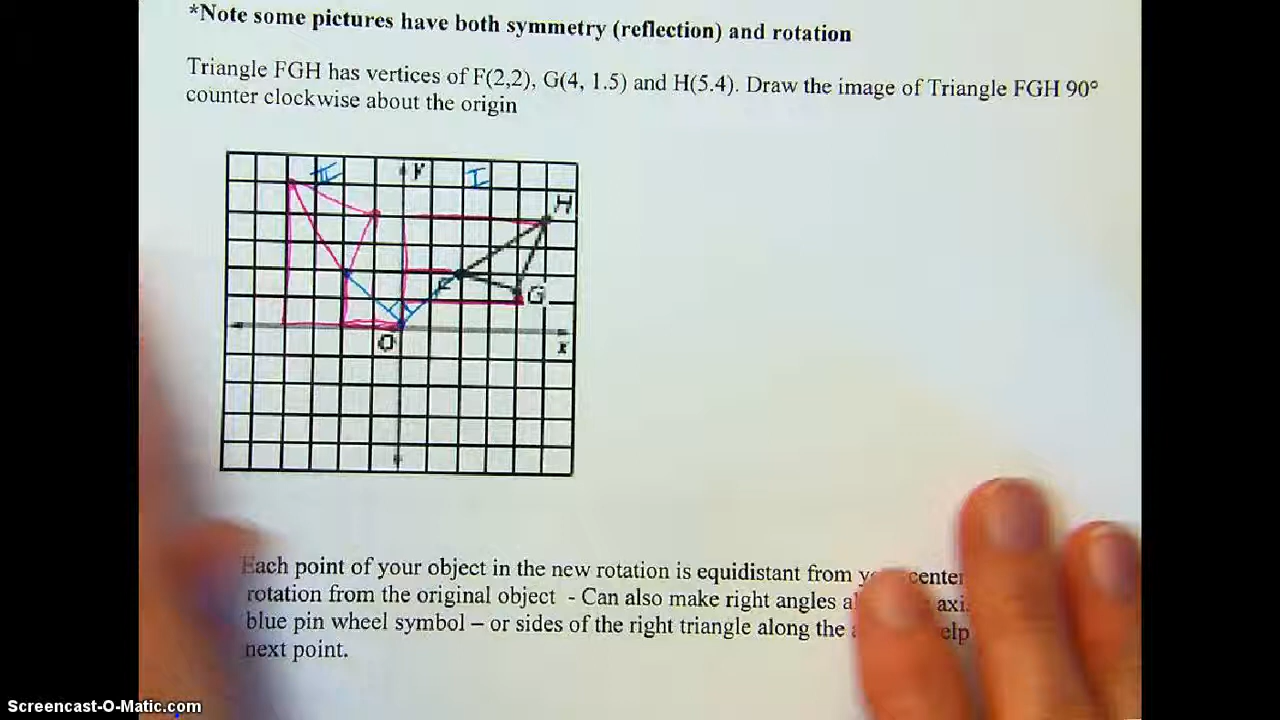 *Note some pictures have both symmetry (reflection) and rotation
Triangle FGH has vertices of F(2,2), G(4, 1.5) and H(5.4). Draw the image of Triangle FGH 90°
counter clockwise about the origin
II y I
H
F
G
O
x
Each point of your object in the new rotation is equidistant from center
rotation from the original object - Can also make right angles
blue pin wheel symbol – or sides of the right triangle along the
next point.
Screencast-O-Matic.com